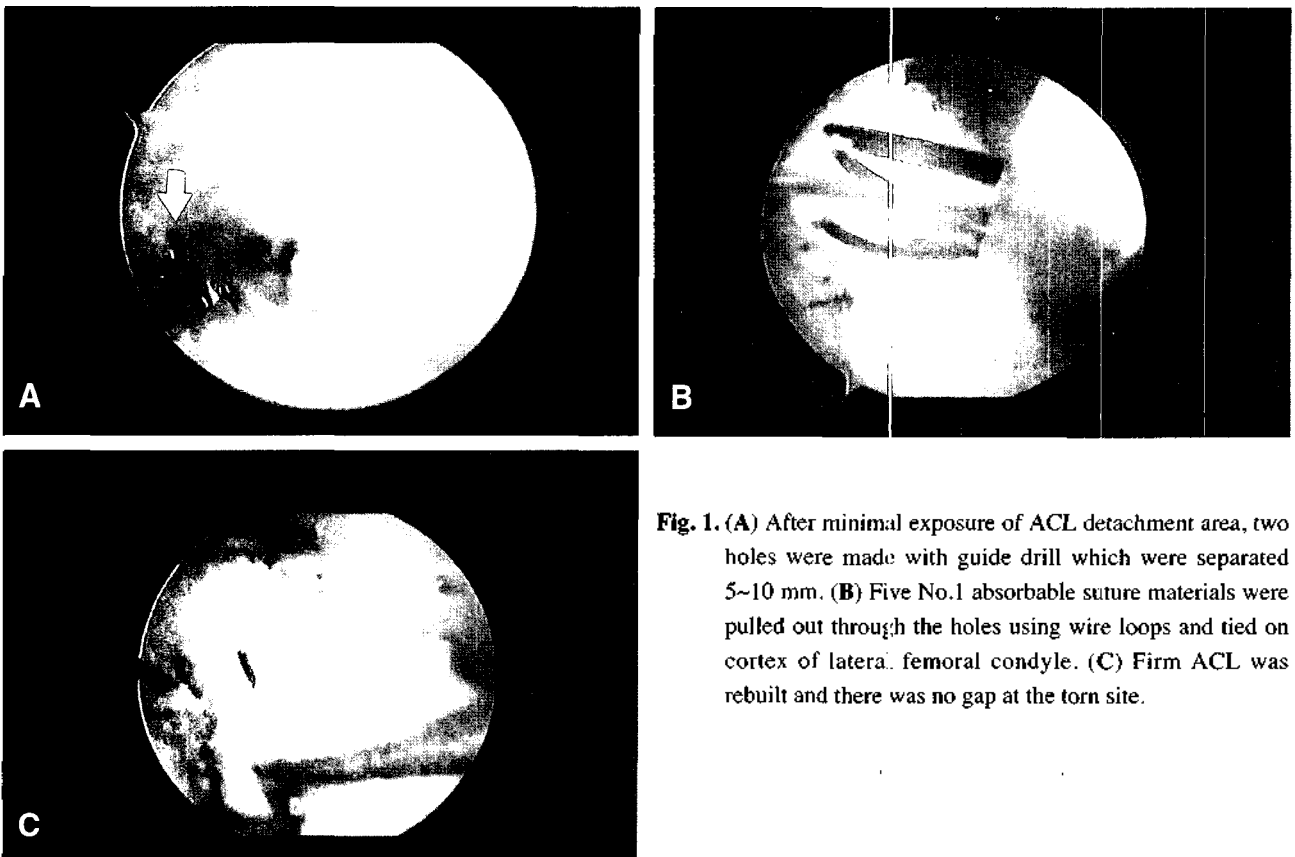 A
B
C
Fig. 1. (A) After minimal exposure of ACL detachment area, two
holes were made with guide drill which were separated
5~10 mm. (B) Five No.1 absorbable suture materials were
pulled out through the holes using wire loops and tied on
cortex of lateral femoral condyle. (C) Firm ACL was
rebuilt and there was no gap at the torn site.